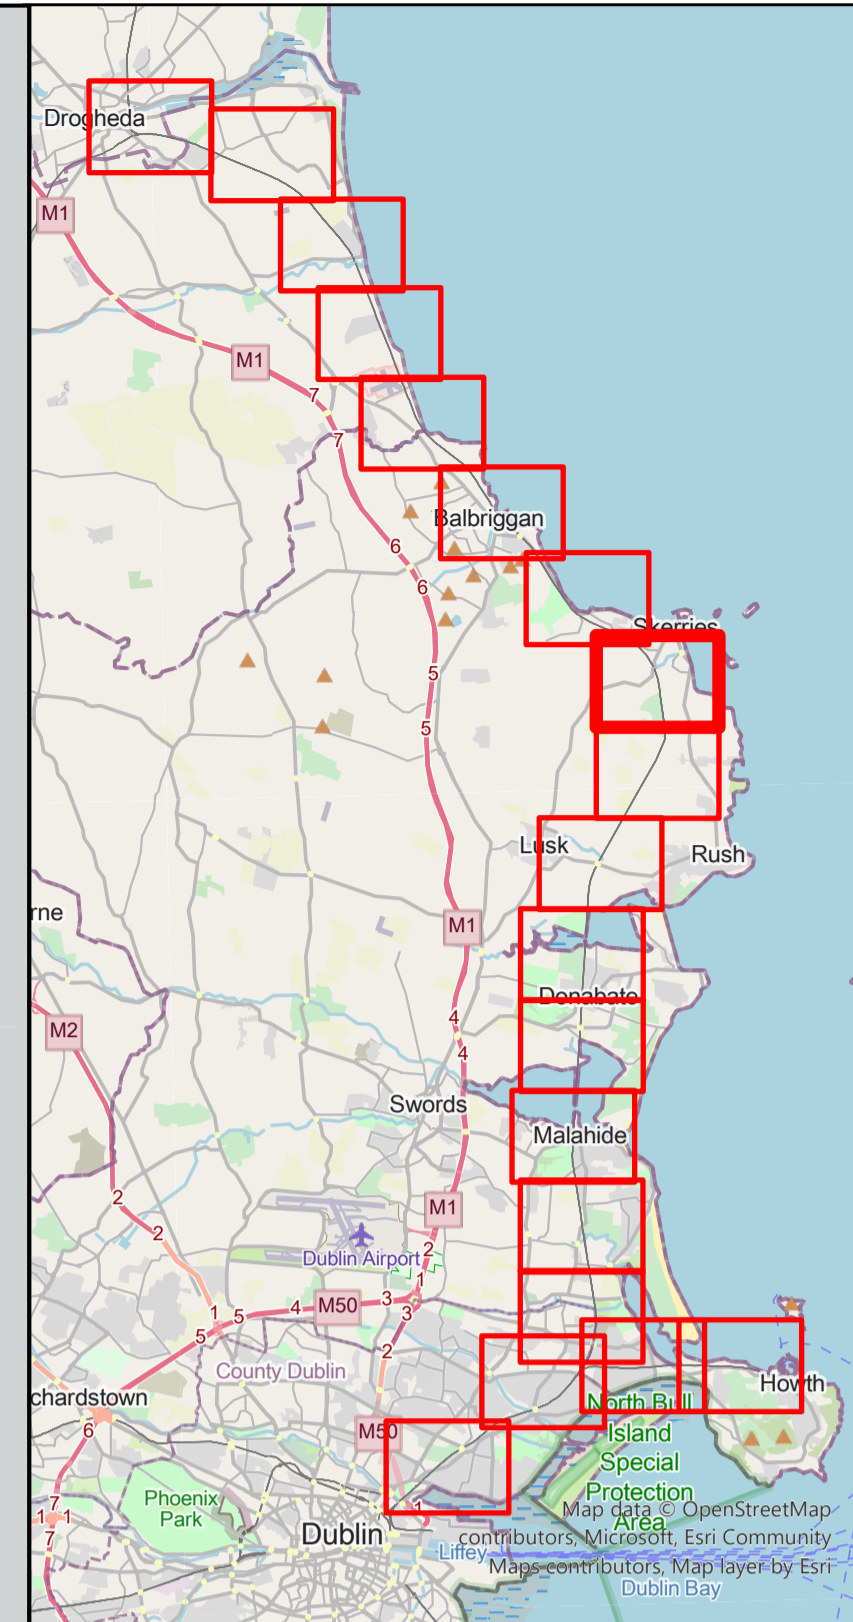 Drogheda
M1
M1
7
7
Balbriggan
6
6
Skerries
5
5
Lusk
Rush
rne
M1
Donabate
M2
4
4
Swords
Malahide
2
M1
2
2
Dublin Airport
1
M50
3
4
5
1
5
3
2
County Dublin
chardstown
Howth
North Bull
Island
Special
Protection
Area
M50
6
7
1
1
7
Phoenix
Park
1
Dublin
Liffey
Map data © OpenStreetMap
contributors, Microsoft, Esri Community
Maps contributors, Map layer by Esri
Dublin Bay